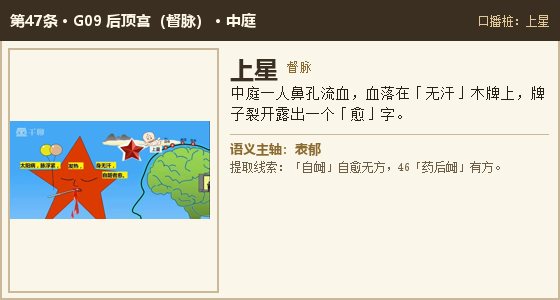 第47条・G09 后顶宫（督脉）・中庭
口播桩：上星
上星 督脉
中庭一人鼻孔流血，血落在「无汗」木牌上，牌
子裂开露出一个「愈」字。
语义主轴：表郁
提取线索：「自衄」自愈无方，46「药后衄」有方。
千聊
太阳病，脉浮紧，
发热，
身无汗，
自衄者愈。
上星